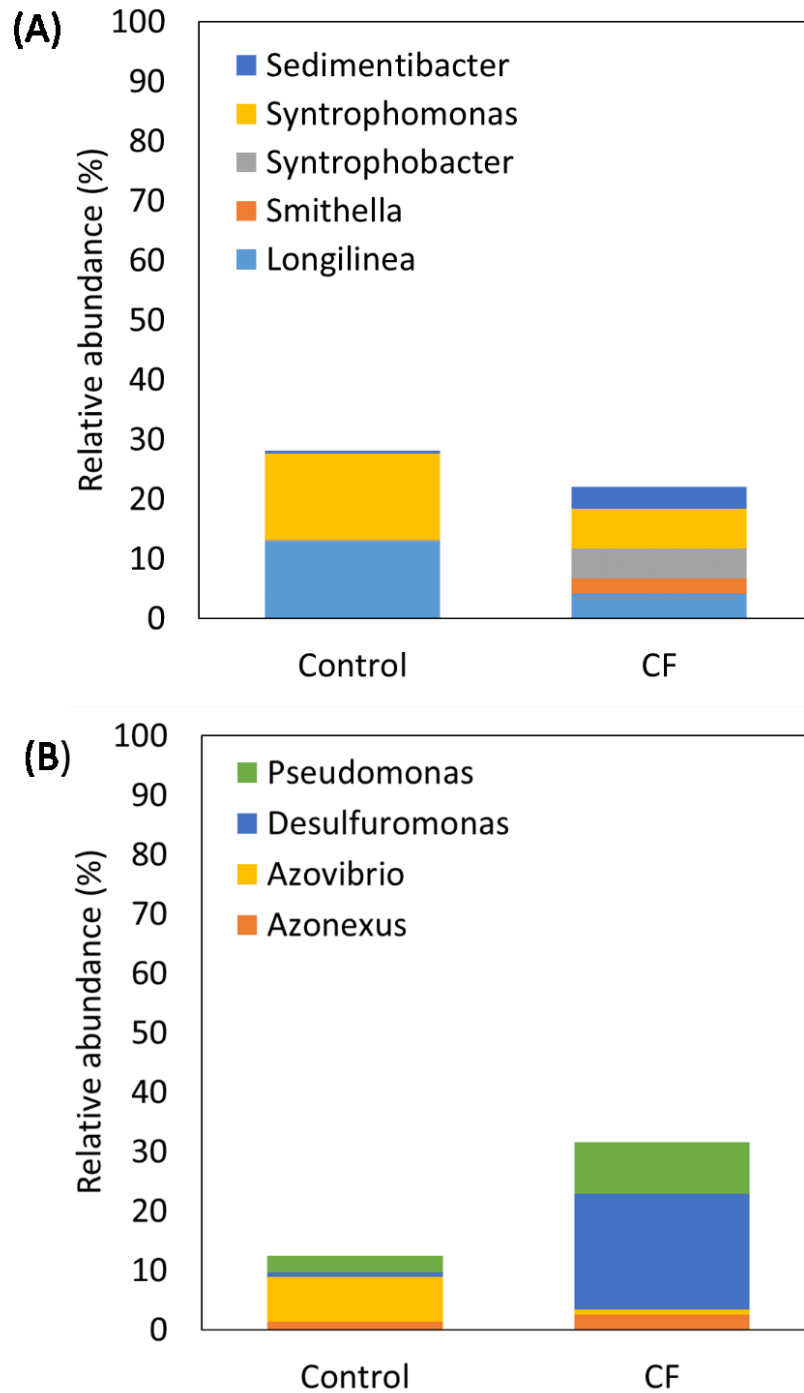 (A)
Relative abundance (%)
100
90
80
70
60
50
40
30
20
10
0
Sedimentibacter
Syntrophomonas
Syntrophobacter
Smithella
Longilinea
Control CF
(B)
Relative abundance (%)
100
90
80
70
60
50
40
30
20
10
0
Pseudomonas
Desulfuromonas
Azovibrio
Azonexus
Control CF